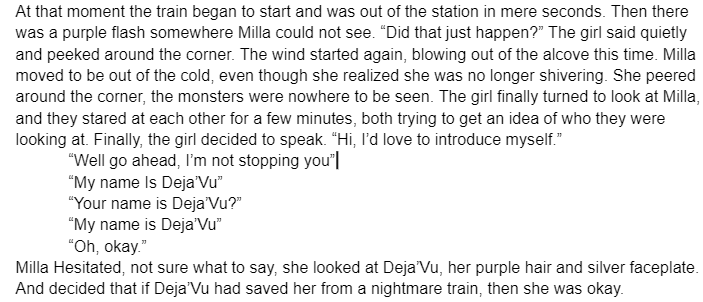 At that moment the train began to start and was out of the station in mere seconds. Then there
was a purple flash somewhere Milla could not see. “Did that just happen?” The girl said quietly
and peeked around the corner. The wind started again, blowing out of the alcove this time. Milla
moved to be out of the cold, even though she realized she was no longer shivering. She peered
around the corner, the monsters were nowhere to be seen. The girl finally turned to look at Milla,
and they stared at each other for a few minutes, both trying to get an idea of who they were
looking at. Finally, the girl decided to speak. “Hi, I’d love to introduce myself.”
“Well go ahead, I’m not stopping you”
“My name Is Deja’Vu”
“Your name is Deja’Vu?”
“My name is Deja’Vu”
“Oh, okay.”
Milla Hesitated, not sure what to say, she looked at Deja’Vu, her purple hair and silver faceplate.
And decided that if Deja’Vu had saved her from a nightmare train, then she was okay.